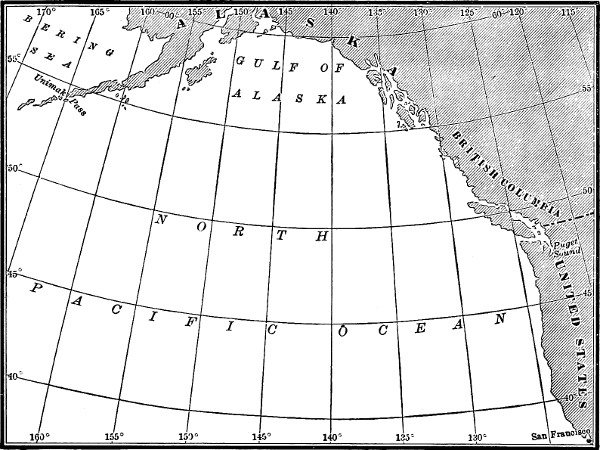 170° 165° 160° 155° 150° 145° 140° 135° 130° 125° 120° 115°
ALASKA
BERING
SEA
GULF OF
ALASKA
55°
55°
Unimak Pass
BRITISH COLUMBIA
50°
50°
NORTH
Puget
Sound
UNITED STATES
45°
45°
PACIFIC OCEAN
40°
40°
San Francisco
160° 155° 150° 145° 140° 135° 130°